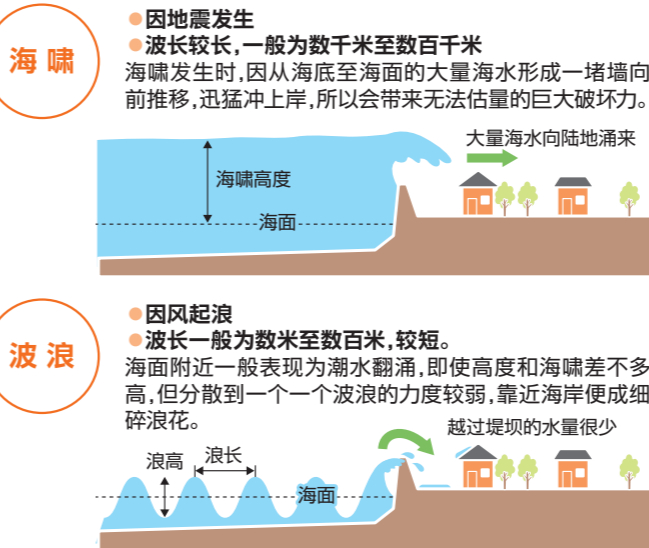 海啸
●因地震发生
●波长较长,一般为数千米至数百千米
海啸发生时,因从海底至海面的大量海水形成一堵墙向
前推移,迅猛冲上岸,所以会带来无法估量的巨大破坏力。
大量海水向陆地涌来
海啸高度
海面
波浪
●因风起浪
●波长一般为数米至数百米,较短。
海面附近一般表现为潮水翻涌,即使高度和海啸差不多
高,但分散到一个一个波浪的力度较弱,靠近海岸便成细
碎浪花。
越过堤坝的水量很少
浪高
浪长
海面